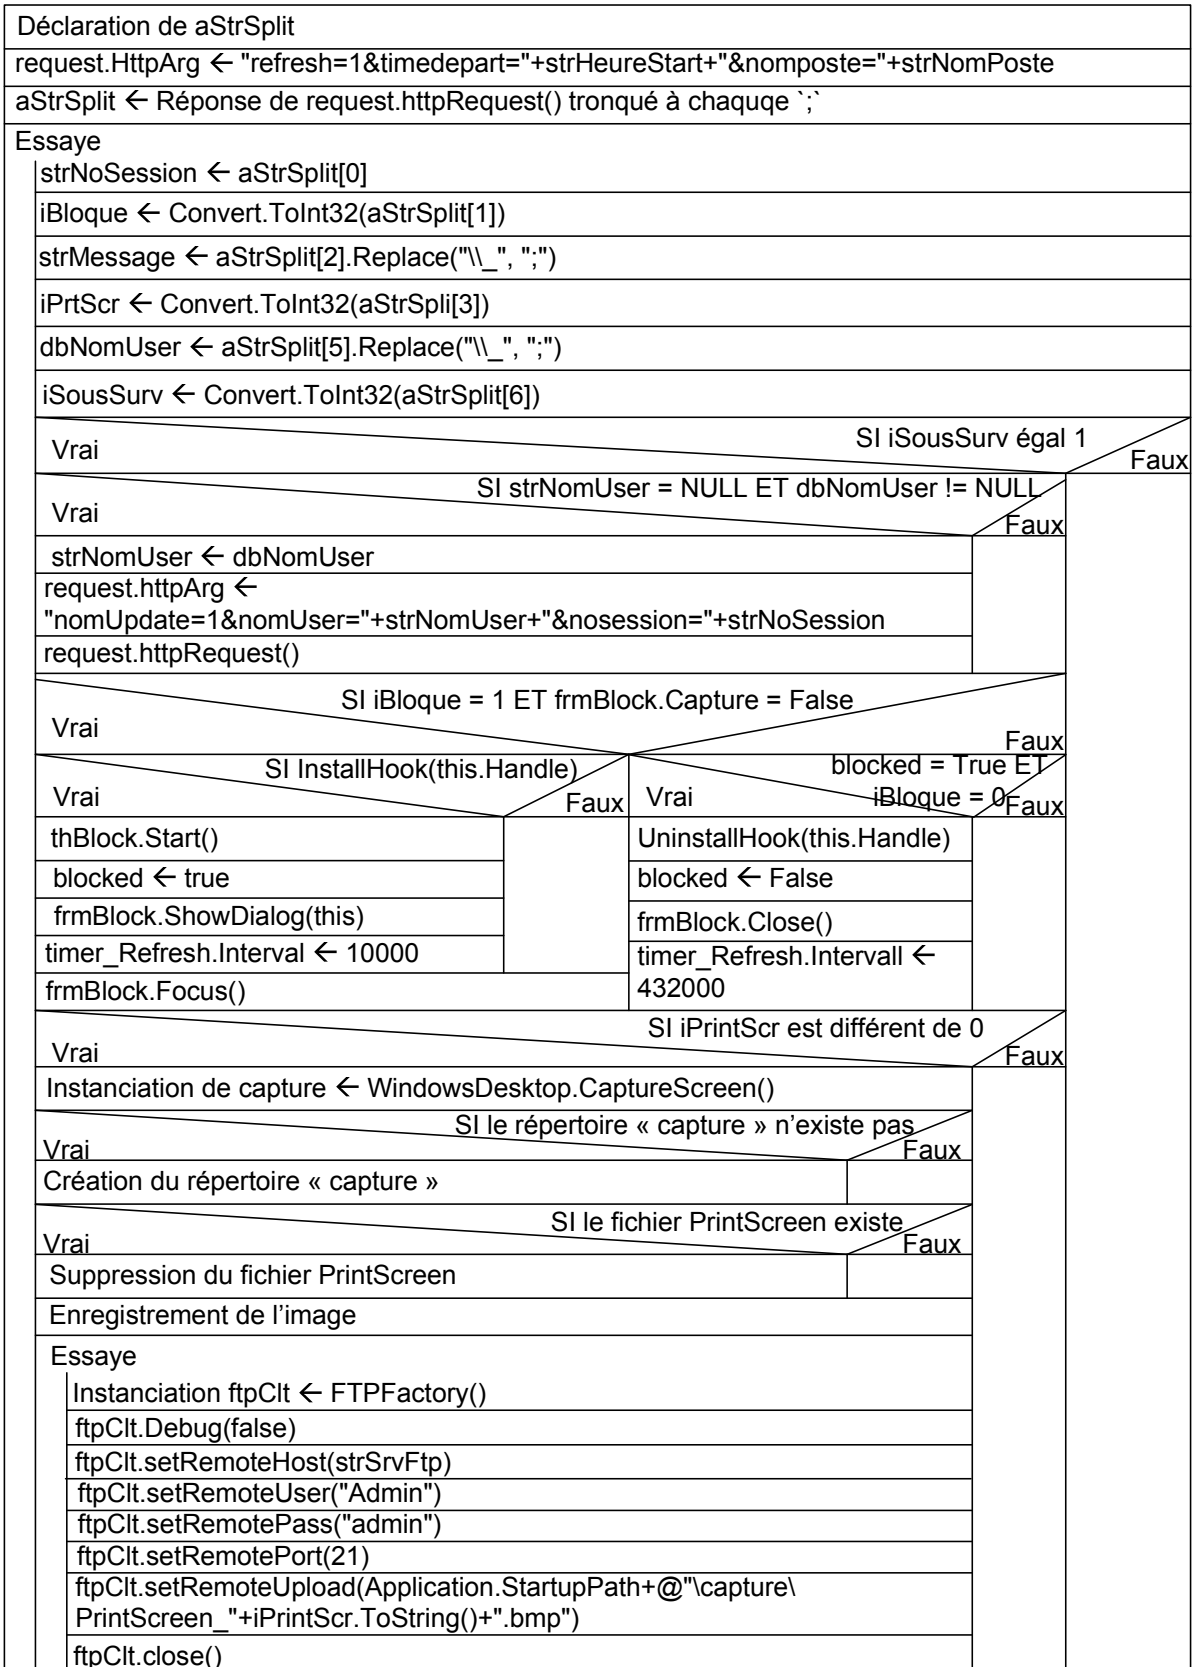 Déclaration de aStrSplit
request.HttpArg ← "refresh=1&timedepart="+strHeureStart+"&nomposte="+strNomPoste
aStrSplit ← Réponse de request.httpRequest() tronqué à chaquqe `;`
Essaye
strNoSession ← aStrSplit[0]
iBloque ← Convert.ToInt32(aStrSplit[1])
strMessage ← aStrSplit[2].Replace("\\_", ";")
iPrtScr ← Convert.ToInt32(aStrSpli[3])
dbNomUser ← aStrSplit[5].Replace("\\_", ";")
iSousSurv ← Convert.ToInt32(aStrSplit[6])
SI iSousSurv égal 1
Vrai
Faux
SI strNomUser = NULL ET dbNomUser != NULL
Vrai
Faux
strNomUser ← dbNomUser
request.httpArg ←
"nomUpdate=1&nomUser="+strNomUser+"&nosession="+strNoSession
request.httpRequest()
SI iBloque = 1 ET frmBlock.Capture = False
Vrai
Faux
SI InstallHook(this.Handle)
Vrai
Faux
blocked = True ET
iBloque = 0
Vrai
Faux
thBlock.Start()
blocked ← true
frmBlock.ShowDialog(this)
timer_Refresh.Interval ← 10000
frmBlock.Focus()
UninstallHook(this.Handle)
blocked ← False
frmBlock.Close()
timer_Refresh.Intervall ←
432000
SI iPrintScr est différent de 0
Vrai
Faux
Instanciation de capture ← WindowsDesktop.CaptureScreen()
SI le répertoire « capture » n’existe pas
Vrai
Faux
Création du répertoire « capture »
SI le fichier PrintScreen existe
Vrai
Faux
Suppression du fichier PrintScreen
Enregistrement de l’image
Essaye
Instanciation ftpClt ← FTPFactory()
ftpClt.Debug(false)
ftpClt.setRemoteHost(strSrvFtp)
ftpClt.setRemoteUser("Admin")
ftpClt.setRemotePass("admin")
ftpClt.setRemotePort(21)
ftpClt.setRemoteUpload(Application.StartupPath+@"\capture\
PrintScreen_"+iPrintScr.ToString()+".bmp")
ftpClt.close()